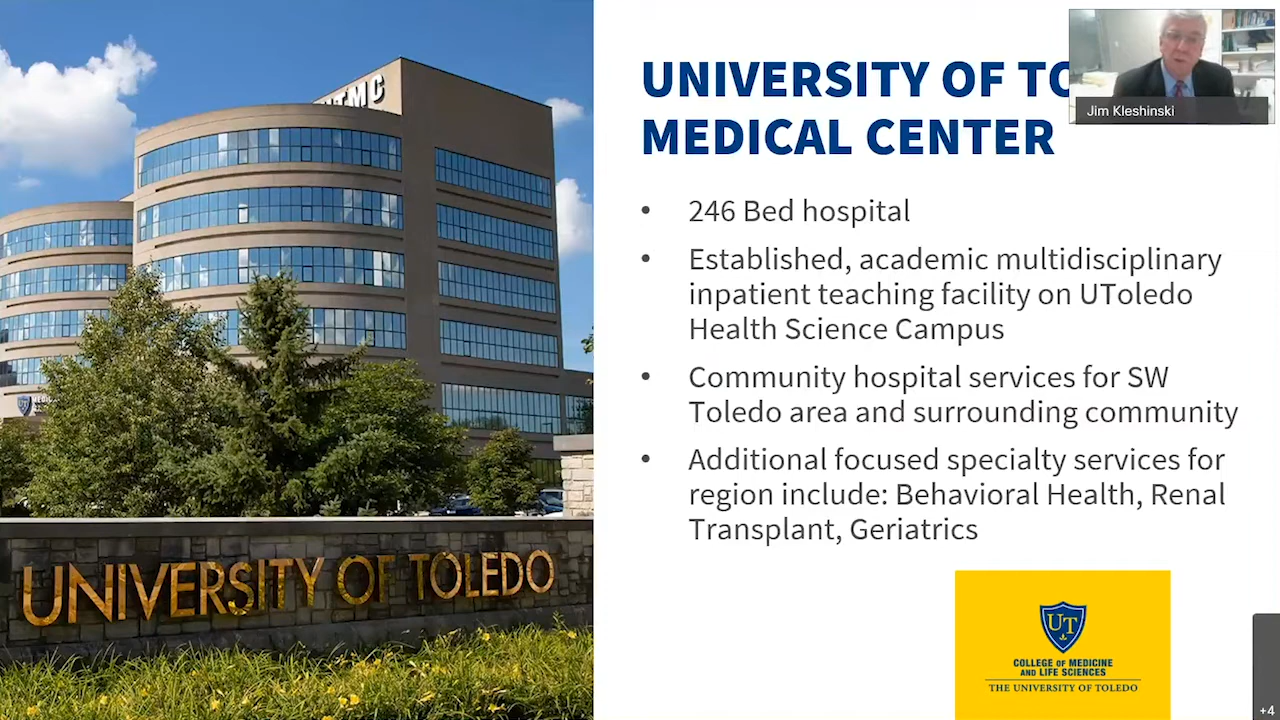 UTMC
UNIVERSITY OF TOLEDO
UNIVERSITY OF TO
MEDICAL CENTER
Jim Kleshinski
• 246 Bed hospital
• Established, academic multidisciplinary
inpatient teaching facility on UToledo
Health Science Campus
• Community hospital services for SW
Toledo area and surrounding community
• Additional focused specialty services for
region include: Behavioral Health, Renal
Transplant, Geriatrics
UT
COLLEGE OF MEDICINE
AND LIFE SCIENCES
THE UNIVERSITY OF TOLEDO
+4